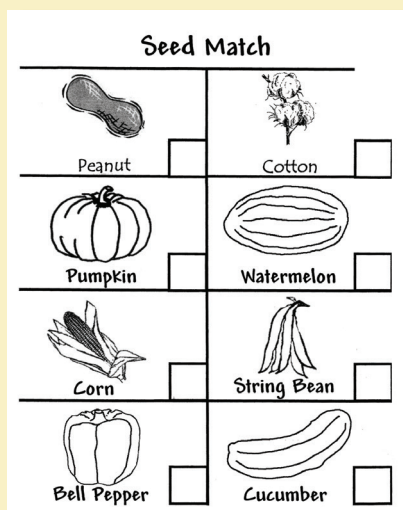 Seed Match
Peanut
Cotton
Pumpkin
Watermelon
Corn
String Bean
Bell Pepper
Cucumber